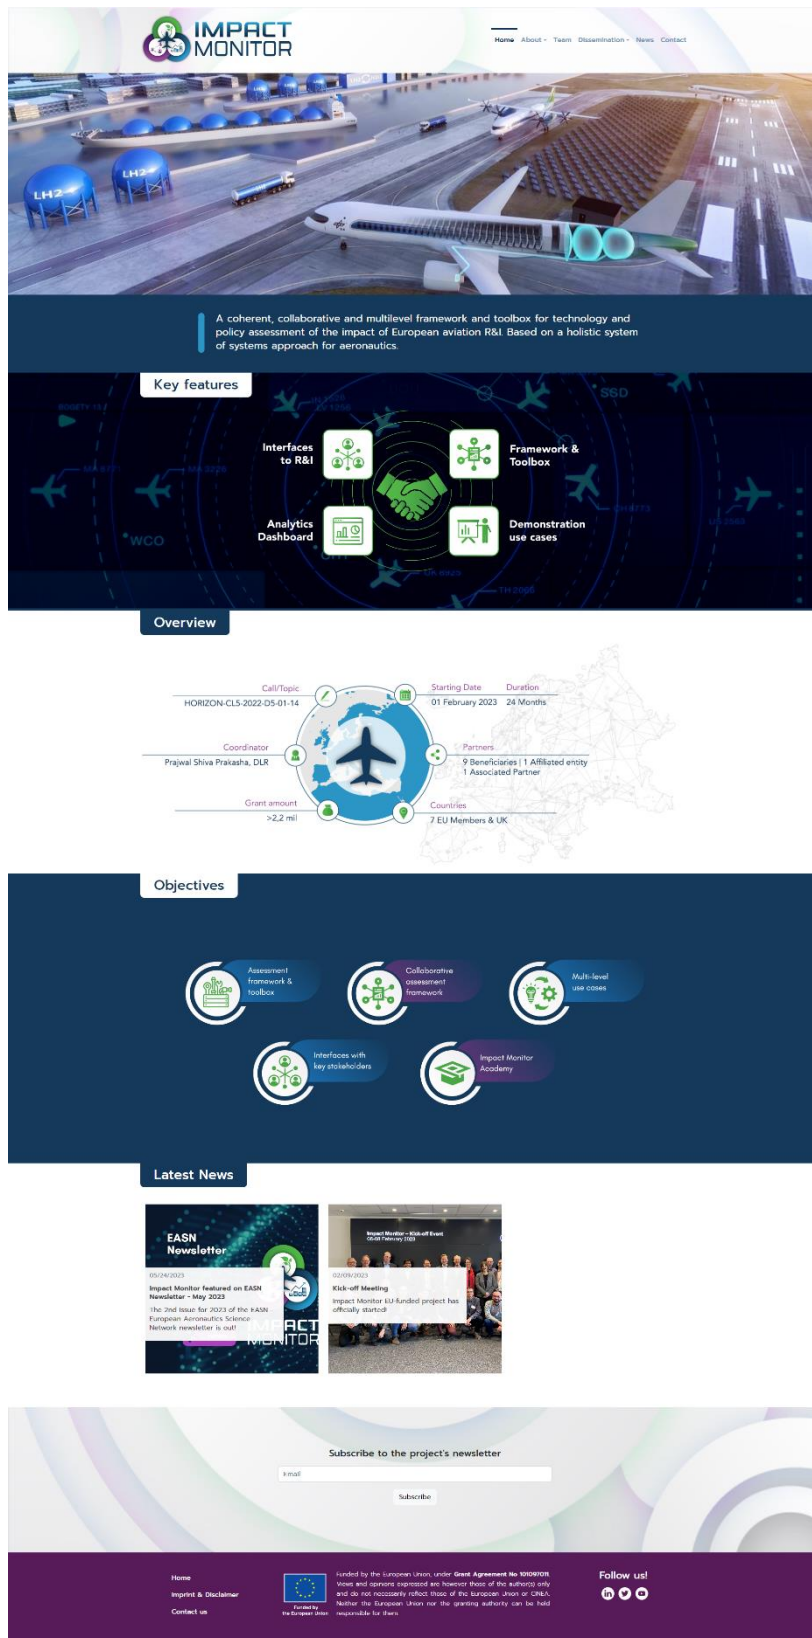 IMPACT
MONITOR
Home About Team Dissemination News Contact
LH2
LH2
A coherent, collaborative and multilevel framework and toolbox for technology and
policy assessment of the impact of European aviation R&I. Based on a holistic system
of systems approach for aeronautics.
Key features
SSD
WCO
Interfaces
to R&I
Framework &
Toolbox
Analytics
Dashboard
Demonstration
use cases
Overview
Call/Topic
HORIZON-CL5-2022-D5-01-14
Starting Date Duration
01 February 2023 24 Months
Coordinator
Prajwal Shiva Prakasha, DLR
Partners
9 Beneficiaries | 1 Affiliated entity
1 Associated Partner
Grant amount
>2,2 mil
Countries
7 EU Members & UK
Objectives
Assessment
framework &
toolbox
Collaborative
assessment
framework
Multi-level
use cases
Interfaces with
key stakeholders
Impact Monitor
Academy
Latest News
EASN
Newsletter
05/24/2023
Impact Monitor featured on EASN
Newsletter - May 2023
The 2nd Issue for 2023 of the EASN
European Aeronautics Science
Network newsletter is out!
IMPACT
MONITOR
Impact Monitor – Kick-off Event
02/09/2023
Kick-off Meeting
Impact Monitor EU-funded project has
officially started!
Subscribe to the project's newsletter
Email
Subscribe
Home
Imprint & Disclaimer
Contact us
Funded by
the European Union
Funded by the European Union, under Grant Agreement No 101097011.
Views and opinions expressed are however those of the author(s) only
and do not necessarily reflect those of the European Union or CINEA.
Neither the European Union nor the granting authority can be held
responsible for them.
Follow us!